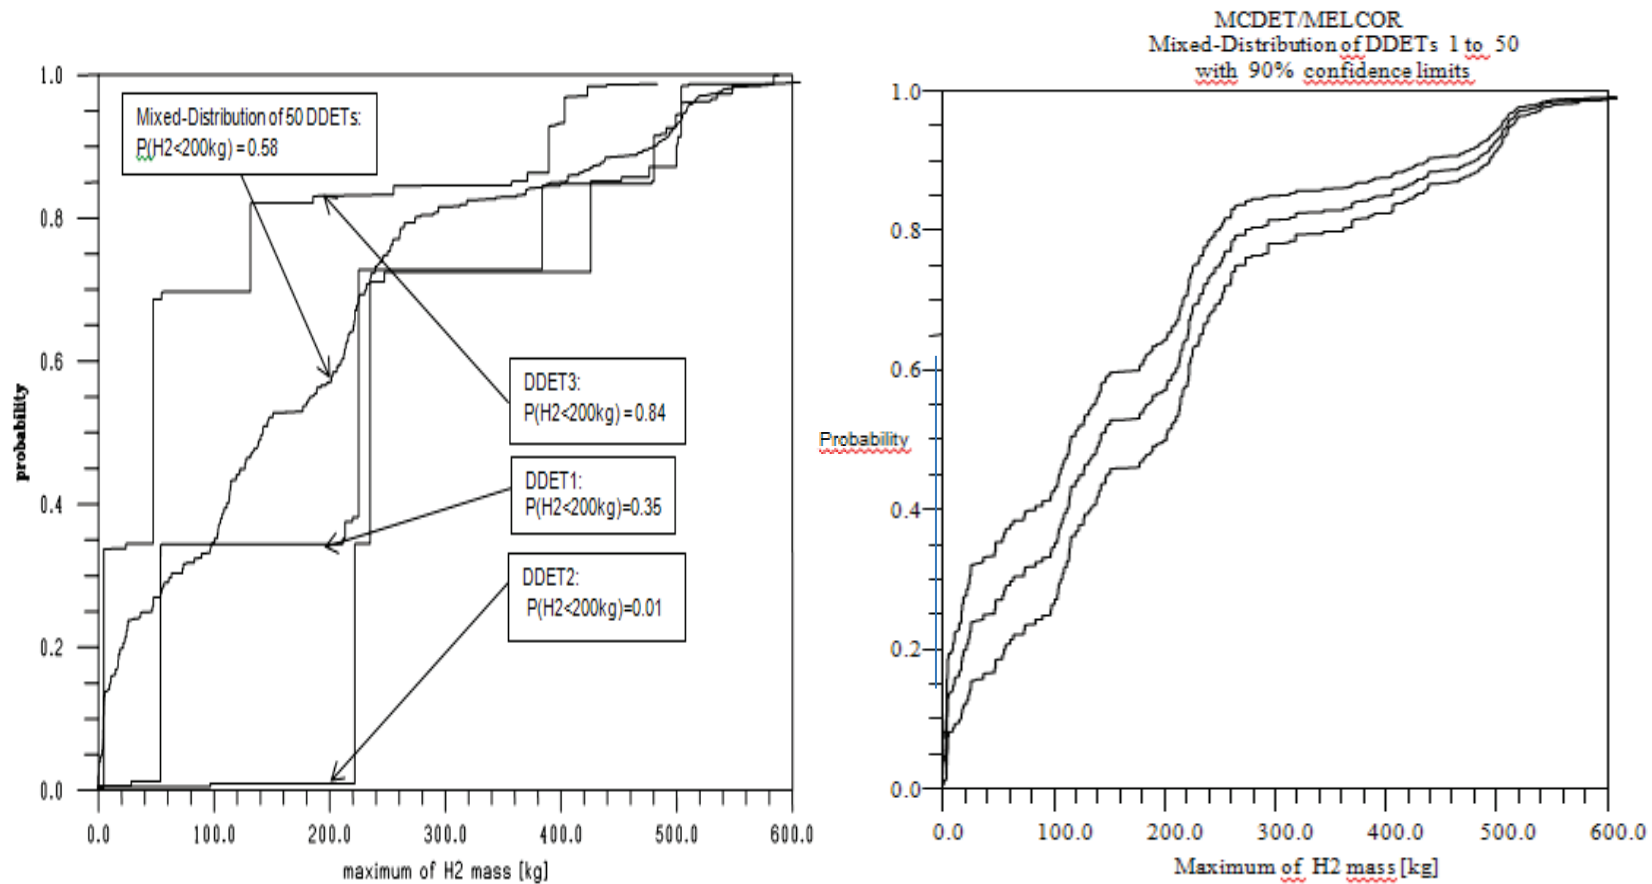 1.0
0.8
0.6
0.4
0.2
0.0
probability
Mixed-Distribution of 50 DDETs:
P(H2<200kg) = 0.58
DDET3:
P(H2<200kg) = 0.84
DDET1:
P(H2<200kg)=0.35
DDET2:
P(H2<200kg)=0.01
0.0 100.0 200.0 300.0 400.0 500.0 600.0
maximum of H2 mass [kg]
MCDET/MELCOR
Mixed-Distribution of DDETs 1 to 50
with 90% confidence limits
1.0
0.8
0.6
0.4
0.2
0.0
Probability
0.0 100.0 200.0 300.0 400.0 500.0 600.0
Maximum of H2 mass [kg]